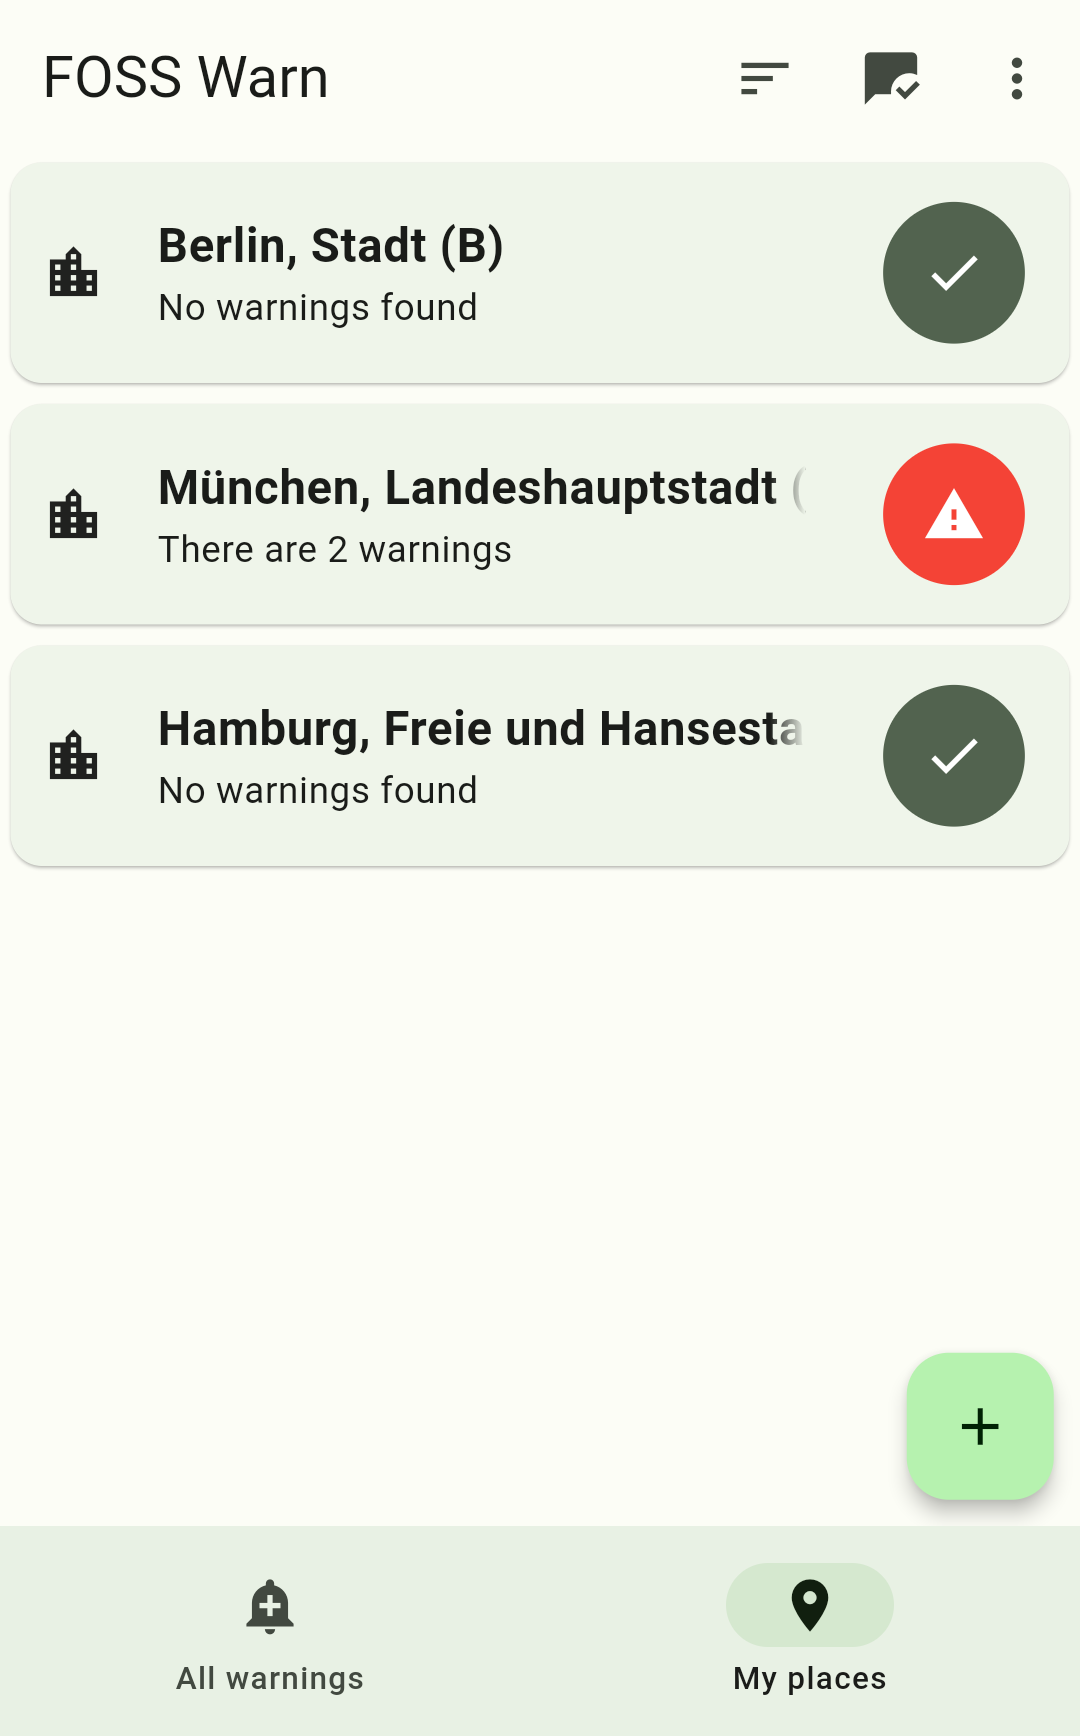 FOSS Warn
Berlin, Stadt (B)
No warnings found
München, Landeshauptstadt (
There are 2 warnings
Hamburg, Freie und Hansesta
No warnings found
All warnings
My places